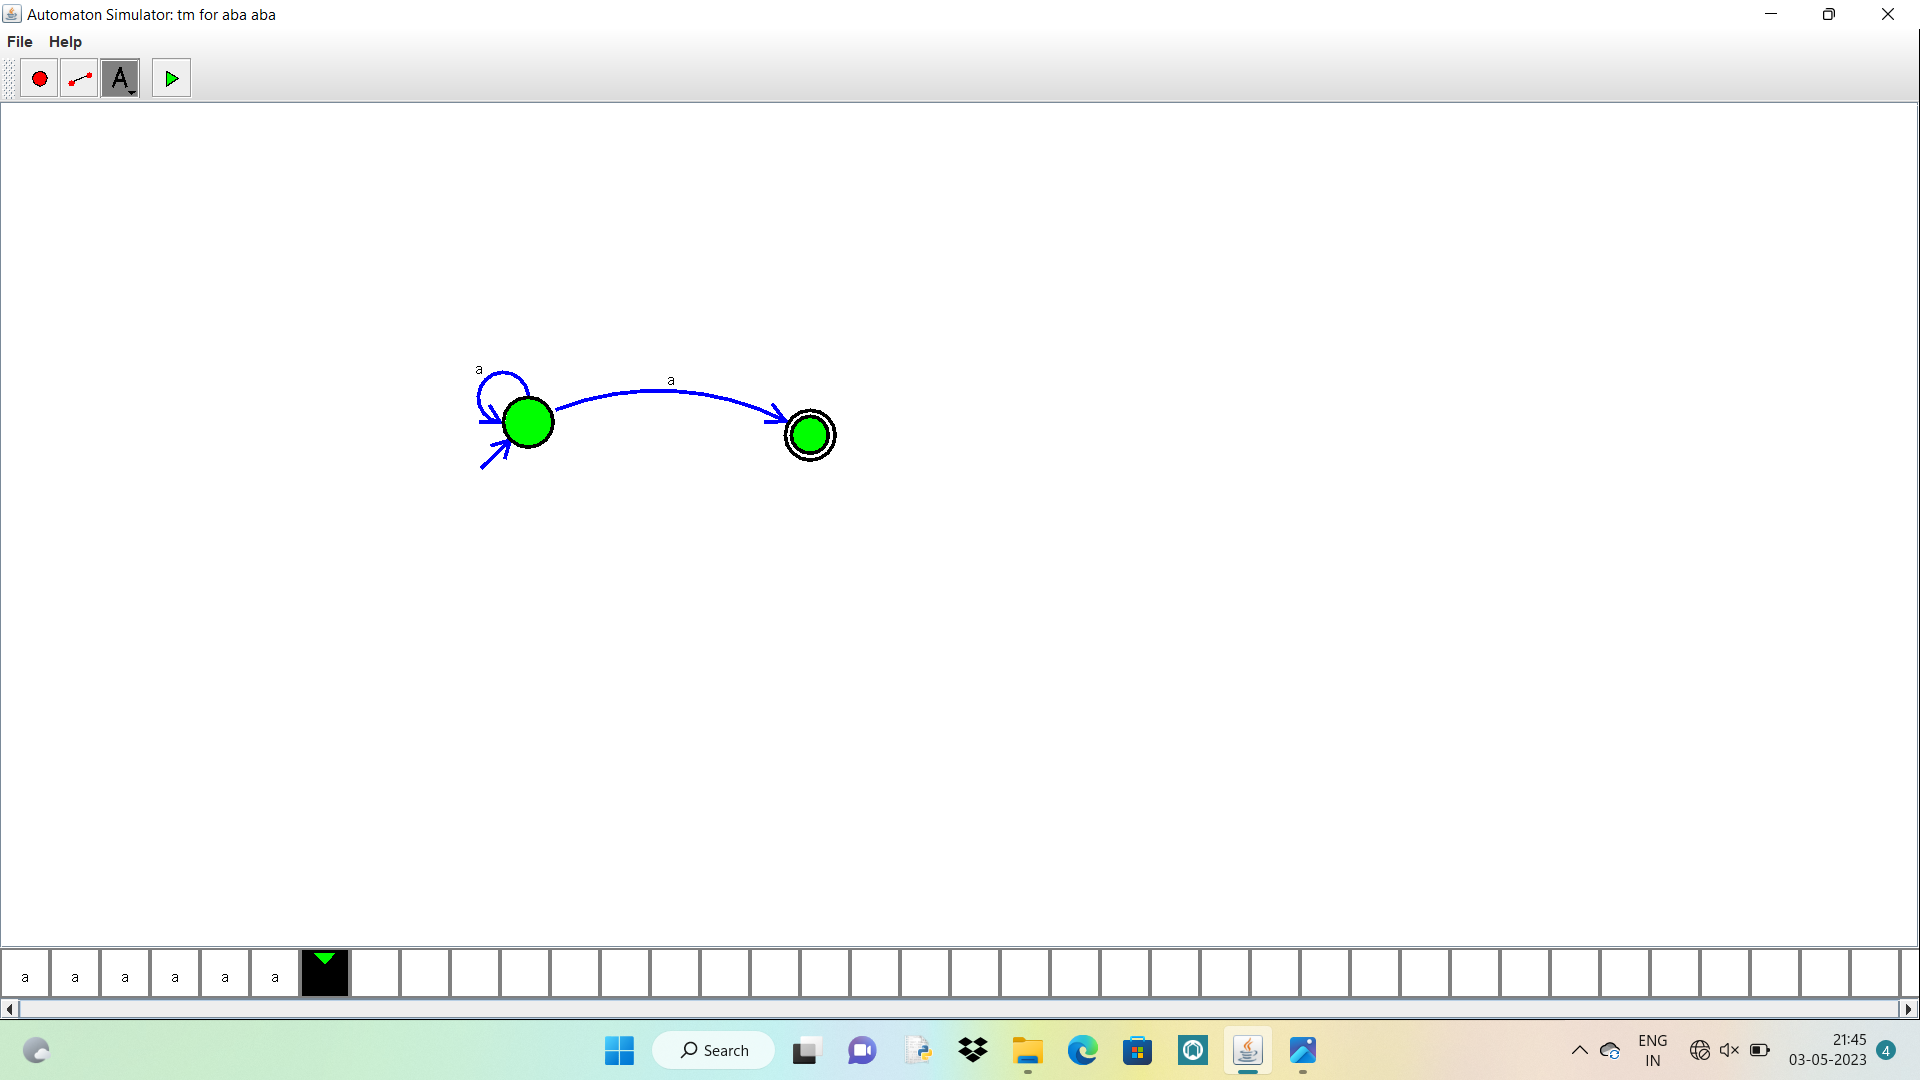 Automaton Simulator: tm for aba aba
File Help
A
a
a
a a a a a a
Search
ENG
IN
21:45
03-05-2023
4